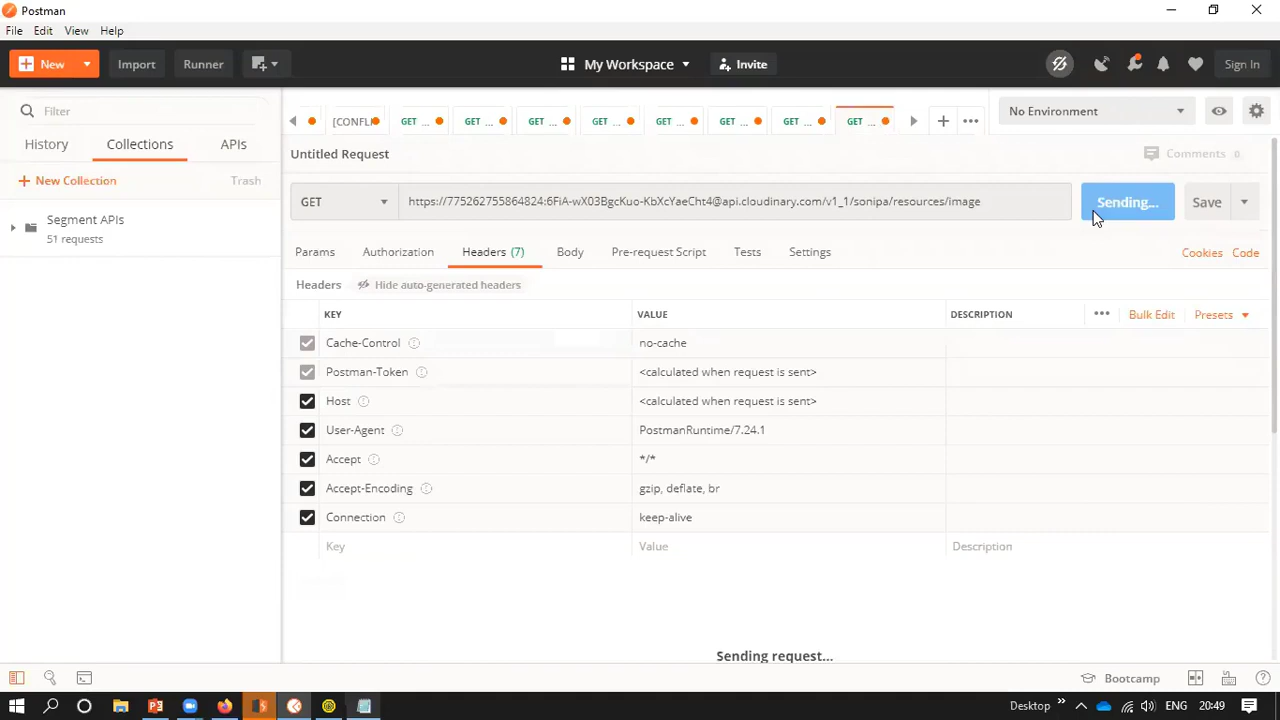 Postman
File Edit View Help
New Import Runner My Workspace Invite Sign In
Filter
History Collections APIs
New Collection Trash
Segment APIs
51 requests
[CONFLI GET ... GET ... GET ... GET ... GET ... GET ... GET ... GET ... No Environment
Untitled Request Comments 0
GET https://775262755864824:6FiA-wX03BgcKuo-KbXcYaeCht4@api.cloudinary.com/v1_1/sonipa/resources/image Sending... Save
Params Authorization Headers (7) Body Pre-request Script Tests Settings Cookies Code
Headers Hide auto-generated headers
KEY VALUE DESCRIPTION Bulk Edit Presets
Cache-Control no-cache
Postman-Token <calculated when request is sent>
Host <calculated when request is sent>
User-Agent PostmanRuntime/7.24.1
Accept */*
Accept-Encoding gzip, deflate, br
Connection keep-alive
Key Value Description
Sending request...
Bootcamp
Desktop ENG 20:49